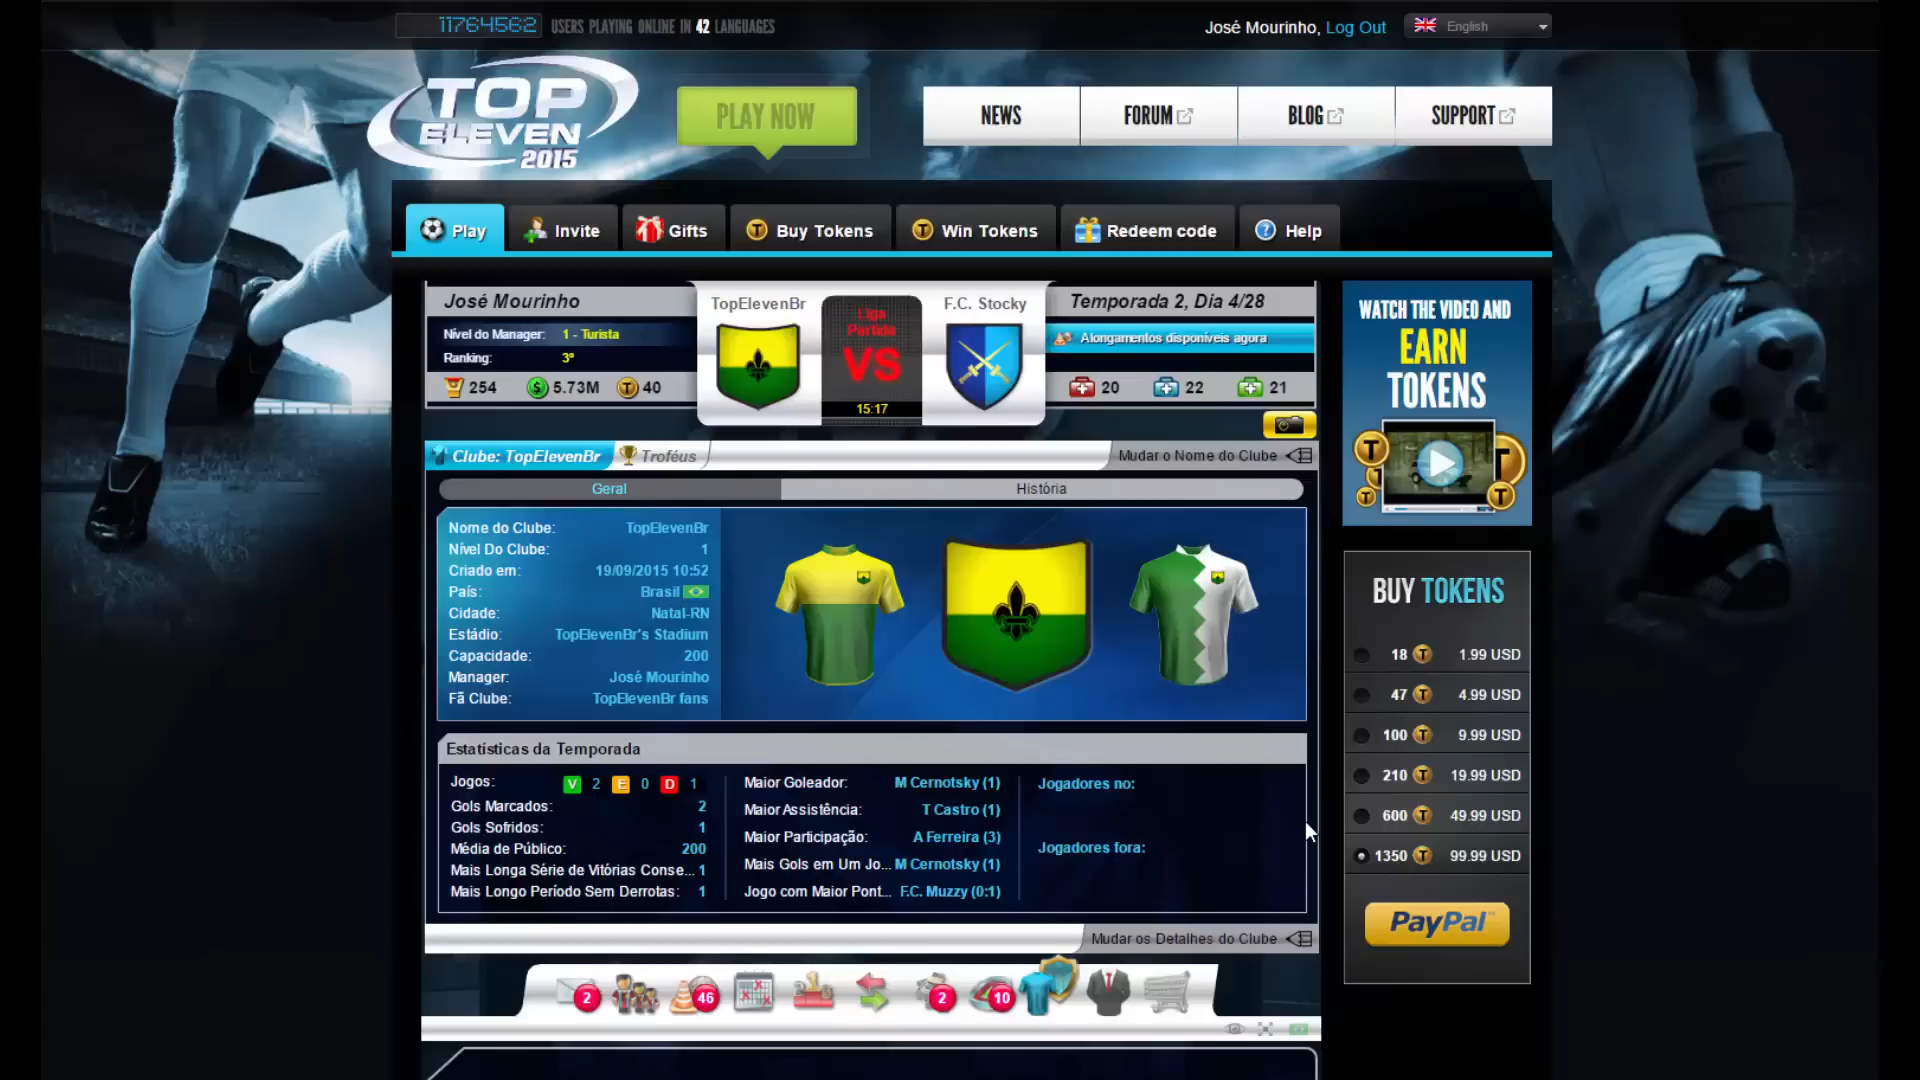 11764562 USERS PLAYING ONLINE IN 42 LANGUAGES
José Mourinho, Log Out
English
TOP
ELEVEN
2015
PLAY NOW
NEWS
FORUM
BLOG
SUPPORT
Play
Invite
Gifts
Buy Tokens
Win Tokens
Redeem code
Help
José Mourinho
Nível do Manager: 1 - Turista
Ranking: 3º
254 5.73M 40
TopElevenBr
Liga
Partida
VS
15:17
F.C. Stocky
Temporada 2, Dia 4/28
Alongamentos disponíveis agora
20 22 21
WATCH THE VIDEO AND
EARN
TOKENS
Clube: TopElevenBr
Troféus
Mudar o Nome do Clube
Geral
História
Nome do Clube: TopElevenBr
Nível Do Clube: 1
Criado em: 19/09/2015 10:52
País: Brasil
Cidade: Natal-RN
Estádio: TopElevenBr's Stadium
Capacidade: 200
Manager: José Mourinho
Fã Clube: TopElevenBr fans
Estatísticas da Temporada
Jogos: V 2 E 0 D 1
Gols Marcados: 2
Gols Sofridos: 1
Média de Público: 200
Mais Longa Série de Vitórias Conse... 1
Mais Longo Período Sem Derrotas: 1
Maior Goleador: M Cernotsky (1)
Maior Assistência: T Castro (1)
Maior Participação: A Ferreira (3)
Mais Gols em Um Jo... M Cernotsky (1)
Jogo com Maior Pont... F.C. Muzzy (0:1)
Jogadores no:
Jogadores fora:
Mudar os Detalhes do Clube
2
46
2
10
BUY TOKENS
18 T 1.99 USD
47 T 4.99 USD
100 T 9.99 USD
210 T 19.99 USD
600 T 49.99 USD
1350 T 99.99 USD
PayPal